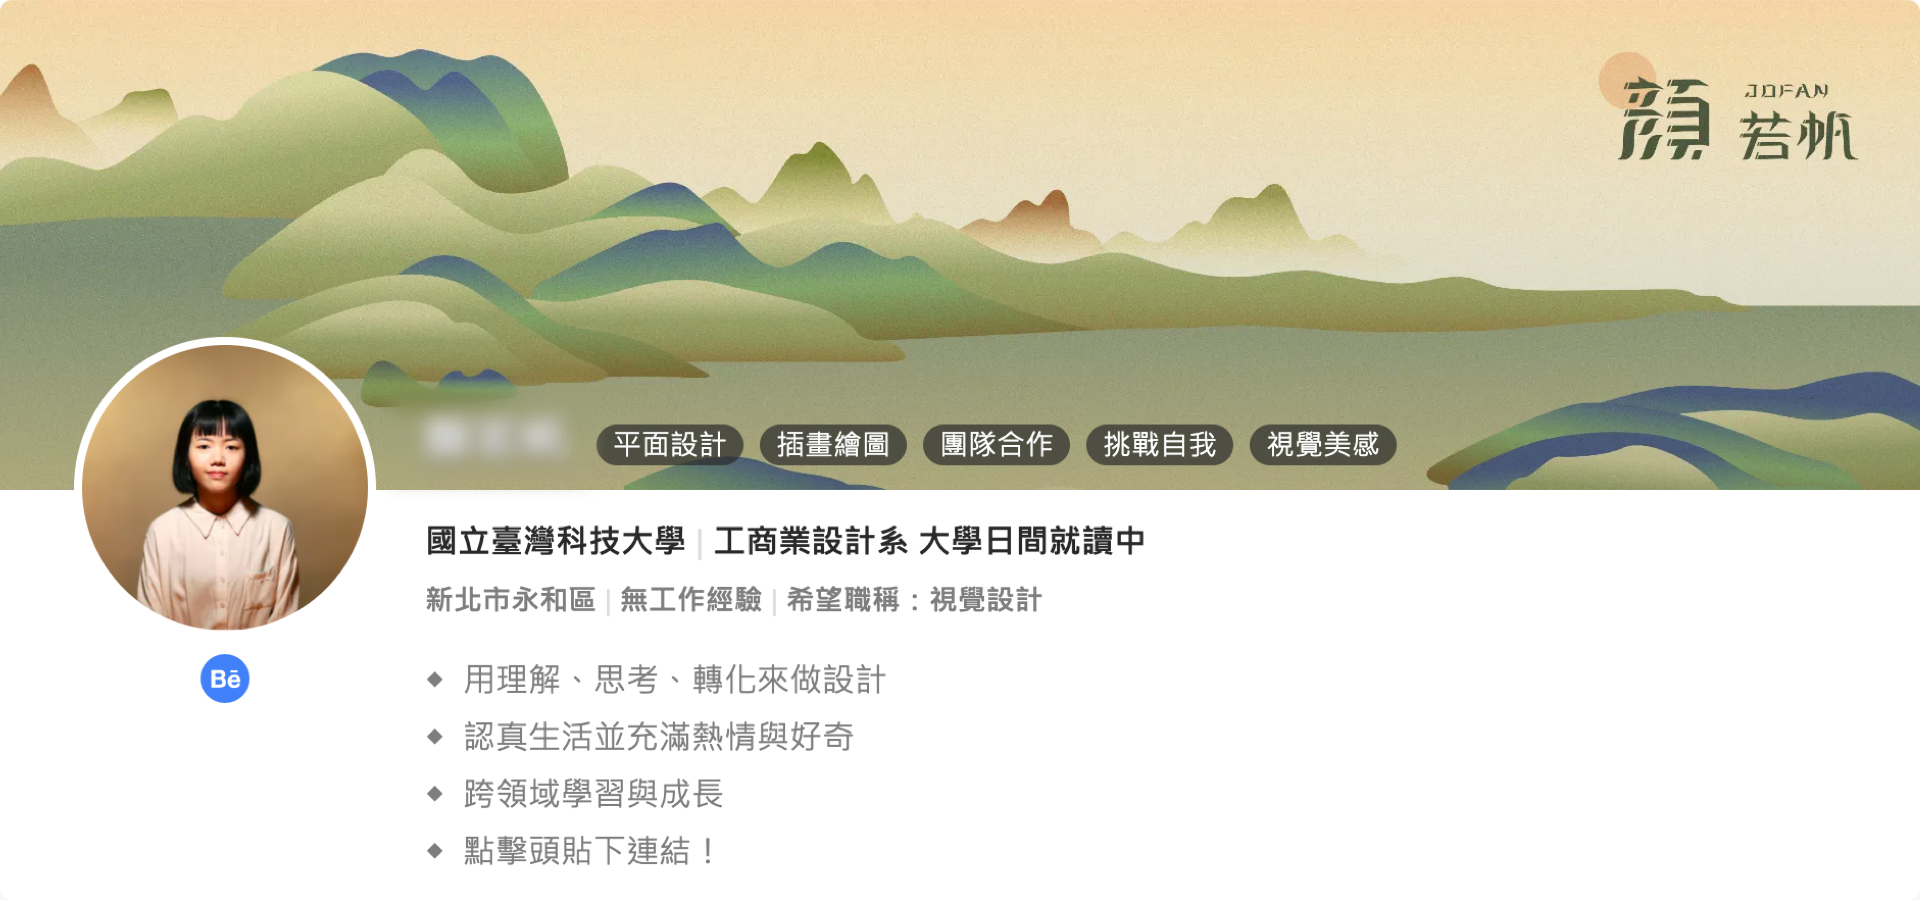 顏 JOFAN
若帆
平面設計 插畫繪圖 團隊合作 挑戰自我 視覺美感
國立臺灣科技大學 | 工商業設計系 大學日間就讀中
新北市永和區 | 無工作經驗 | 希望職稱：視覺設計
Bē
◆ 用理解、思考、轉化來做設計
◆ 認真生活並充滿熱情與好奇
◆ 跨領域學習與成長
◆ 點擊頭貼下連結！